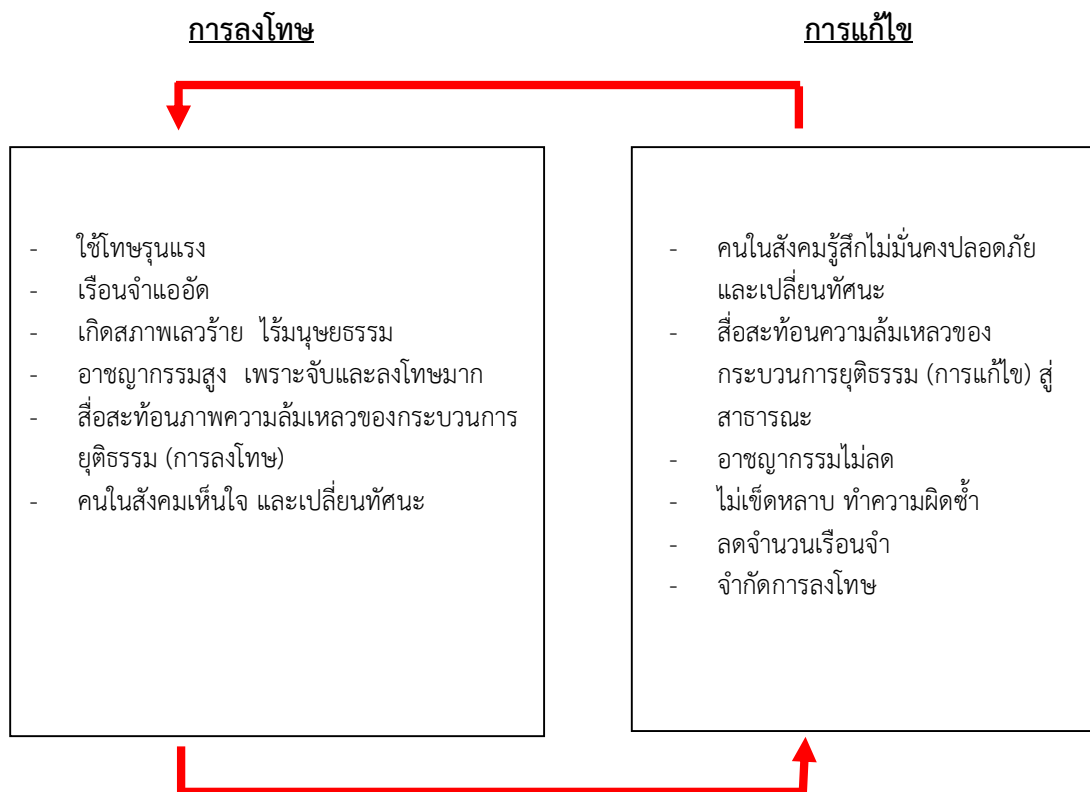 การลงโทษ
การแก้ไข
- ใช้โทษรุนแรง
- เรือนจำแออัด
- เกิดสภาพเลวร้าย ไร้มนุษยธรรม
- อาชญากรรมสูง เพราะจับและลงโทษมาก
- สื่อสะท้อนภาพความล้มเหลวของกระบวนการ
ยุติธรรม (การลงโทษ)
- คนในสังคมเห็นใจ และเปลี่ยนทัศนะ
- คนในสังคมรู้สึกไม่มั่นคงปลอดภัย
และเปลี่ยนทัศนะ
- สื่อสะท้อนความล้มเหลวของ
กระบวนการยุติธรรม (การแก้ไข) สู่
สาธารณะ
- อาชญากรรมไม่ลด
- ไม่เข็ดหลาบ ทำความผิดซ้ำ
- ลดจำนวนเรือนจำ
- จำกัดการลงโทษ